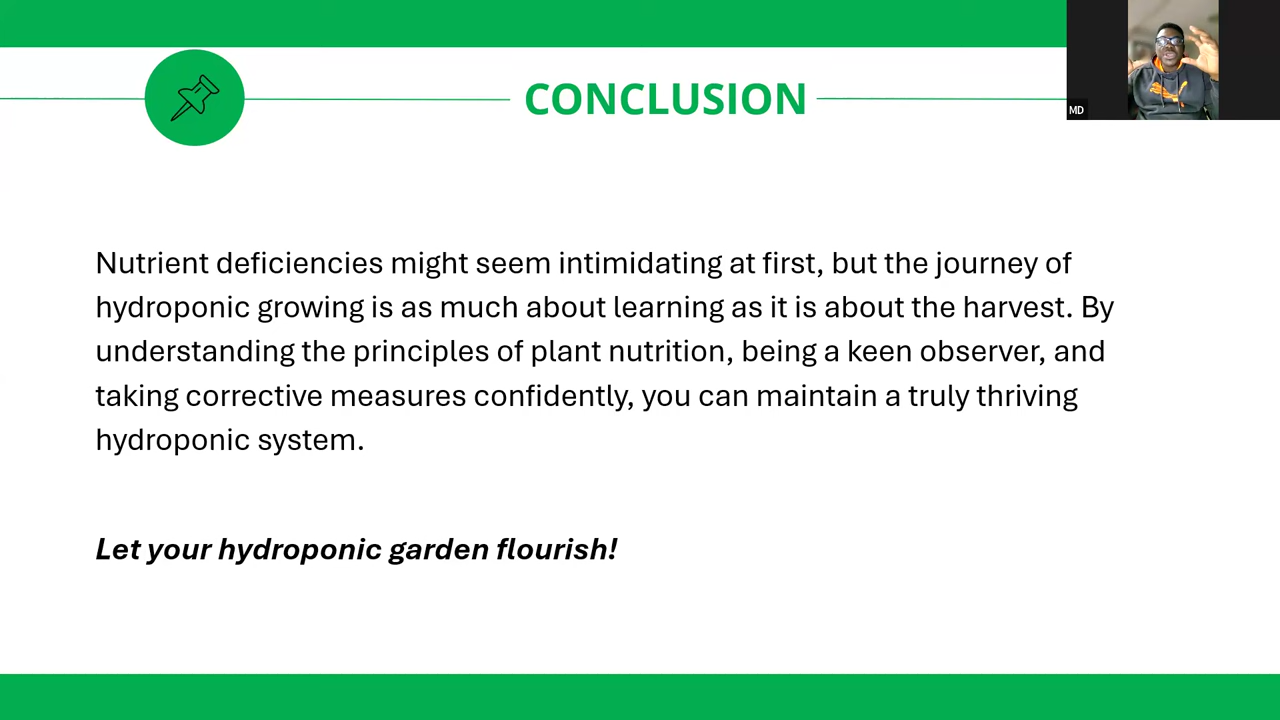 CONCLUSION
MD
Nutrient deficiencies might seem intimidating at first, but the journey of
hydroponic growing is as much about learning as it is about the harvest. By
understanding the principles of plant nutrition, being a keen observer, and
taking corrective measures confidently, you can maintain a truly thriving
hydroponic system.
Let your hydroponic garden flourish!